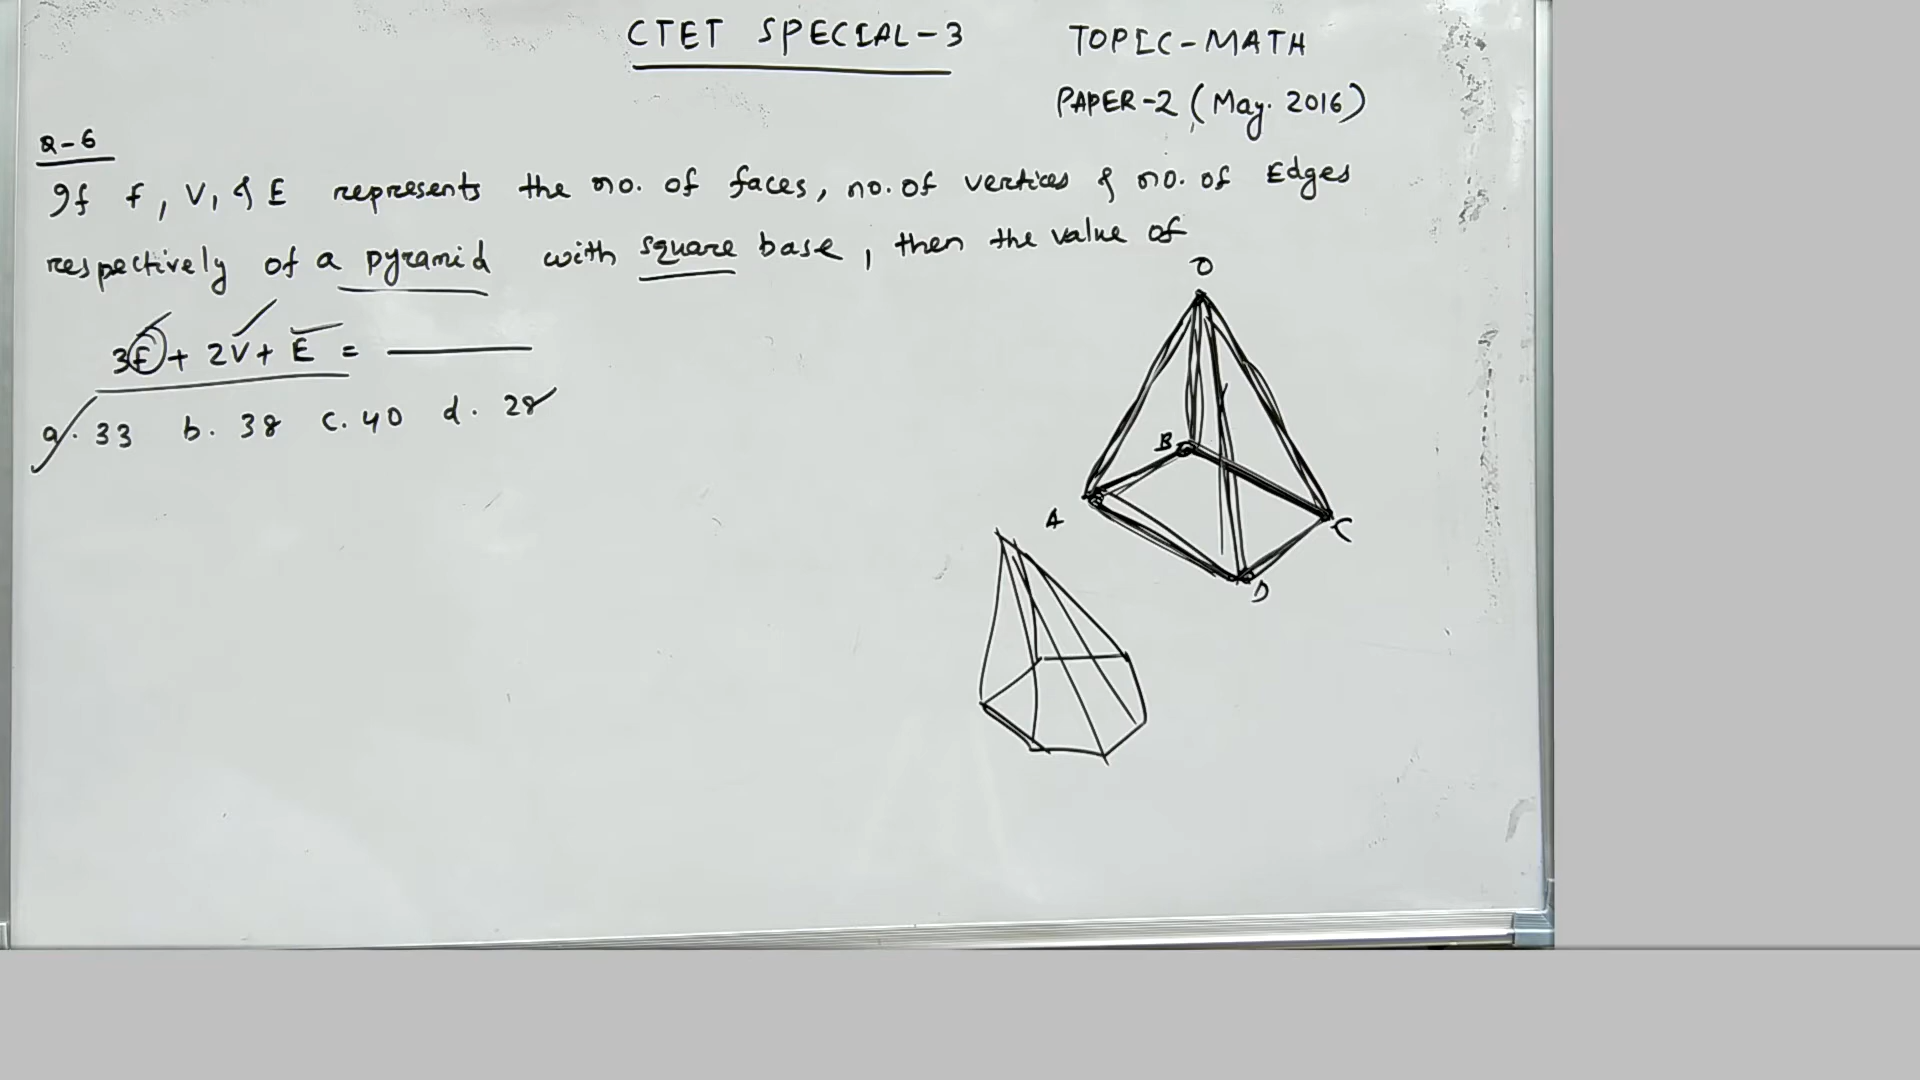 CTET SPECIAL-3
TOPIC-MATH
PAPER-2 (May. 2016)
Q-6
If F, V, & E represents the no. of faces, no. of vertices & no. of Edges
respectively of a pyramid with square base, then the value of
3F + 2V + E =
a. 33 b. 38 c. 40 d. 28
O
B
A
C
D